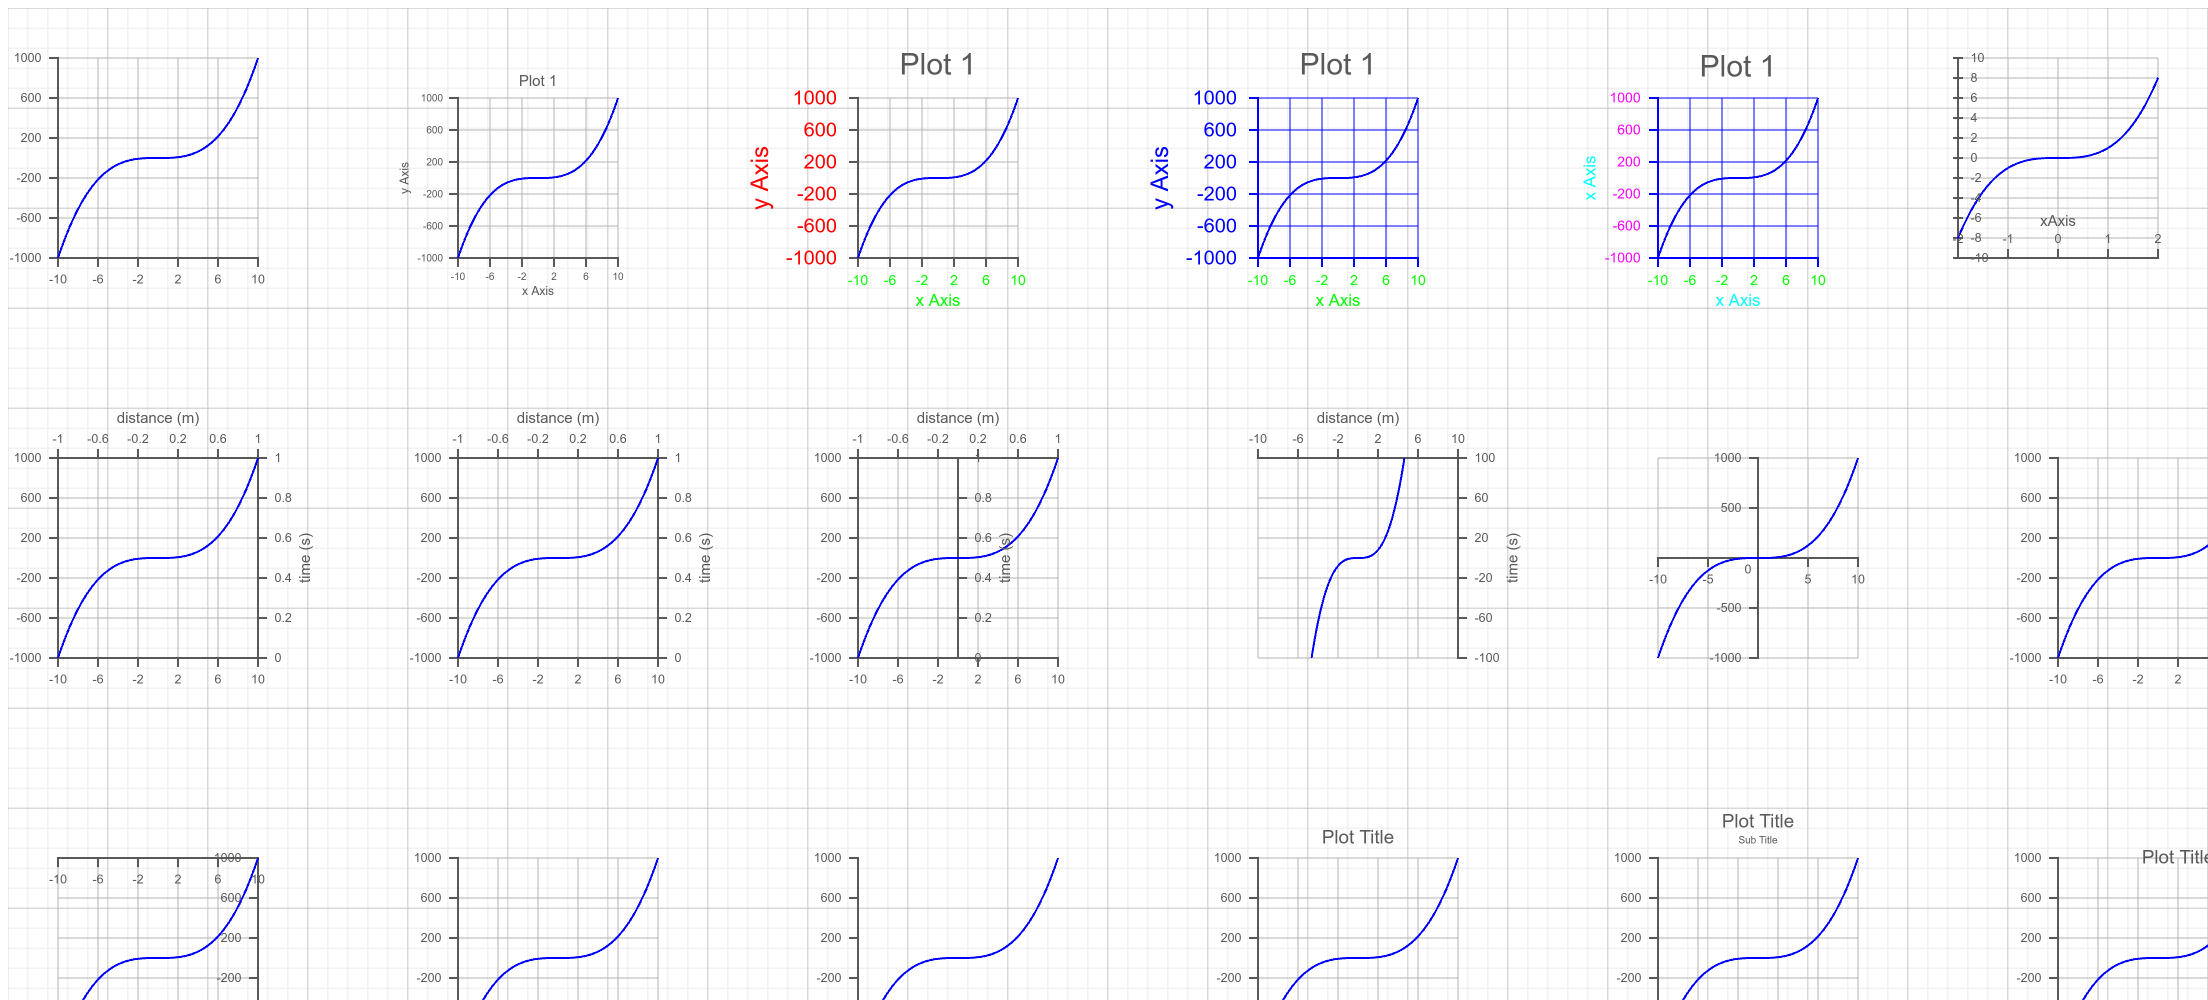 1000
600
200
-200
-600
-1000
-10 -6 -2 2 6 10
Plot 1
y Axis
1000
600
200
-200
-600
-1000
-10 -6 -2 2 6 10
x Axis
Plot 1
y Axis
1000
600
200
-200
-600
-1000
-10 -6 -2 2 6 10
x Axis
Plot 1
y Axis
1000
600
200
-200
-600
-1000
-10 -6 -2 2 6 10
x Axis
Plot 1
x Axis
1000
600
200
-200
-600
-1000
-10 -6 -2 2 6 10
x Axis
10
8
6
4
2
0
-2
-4
-6
-8
-10
xAxis
-2 -1 0 1 2
distance (m)
-1 -0.6 -0.2 0.2 0.6 1
1000
600
200
-200
-600
-1000
1
0.8
0.6
0.4
0.2
0
time (s)
-10 -6 -2 2 6 10
distance (m)
-1 -0.6 -0.2 0.2 0.6 1
1000
600
200
-200
-600
-1000
1
0.8
0.6
0.4
0.2
0
time (s)
-10 -6 -2 2 6 10
distance (m)
-1 -0.6 -0.2 0.2 0.6 1
1000
600
200
-200
-600
-1000
1
0.8
0.6
0.4
0.2
0
time (s)
-10 -6 -2 2 6 10
distance (m)
-10 -6 -2 2 6 10
100
60
20
-20
-60
-100
time (s)
1000
500
-10 -5 0 5 10
-500
-1000
1000
600
200
-200
-600
-1000
-10 -6 -2 2
1000
-10 -6 -2 2 6 10
600
200
-200
1000
600
200
-200
1000
600
200
-200
Plot Title
1000
600
200
-200
Plot Title
Sub Title
1000
600
200
-200
Plot Title
1000
600
200
-200